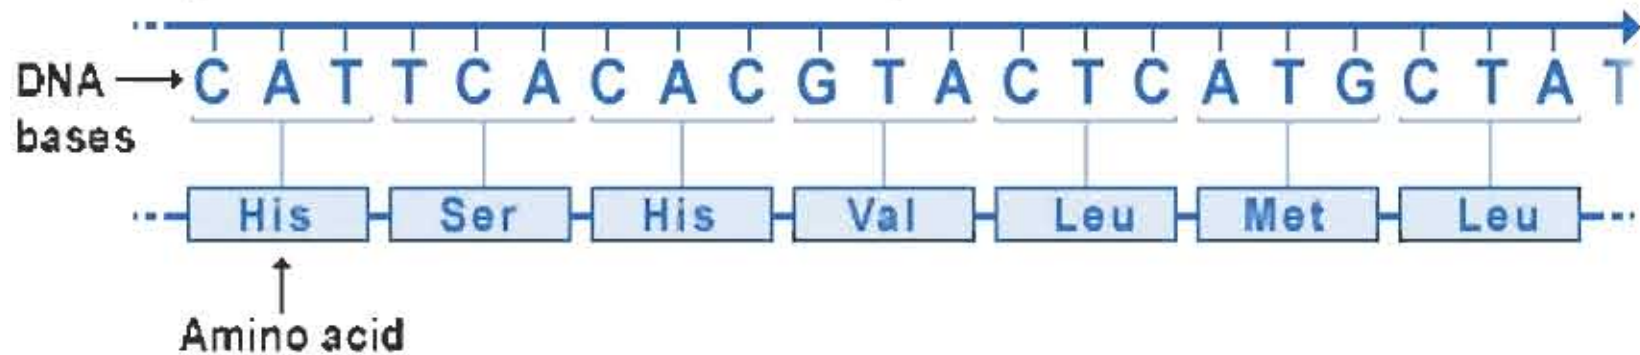 DNA bases
C A T T C A C A C G T A C T C A T G C T A T
His Ser His Val Leu Met Leu
Amino acid